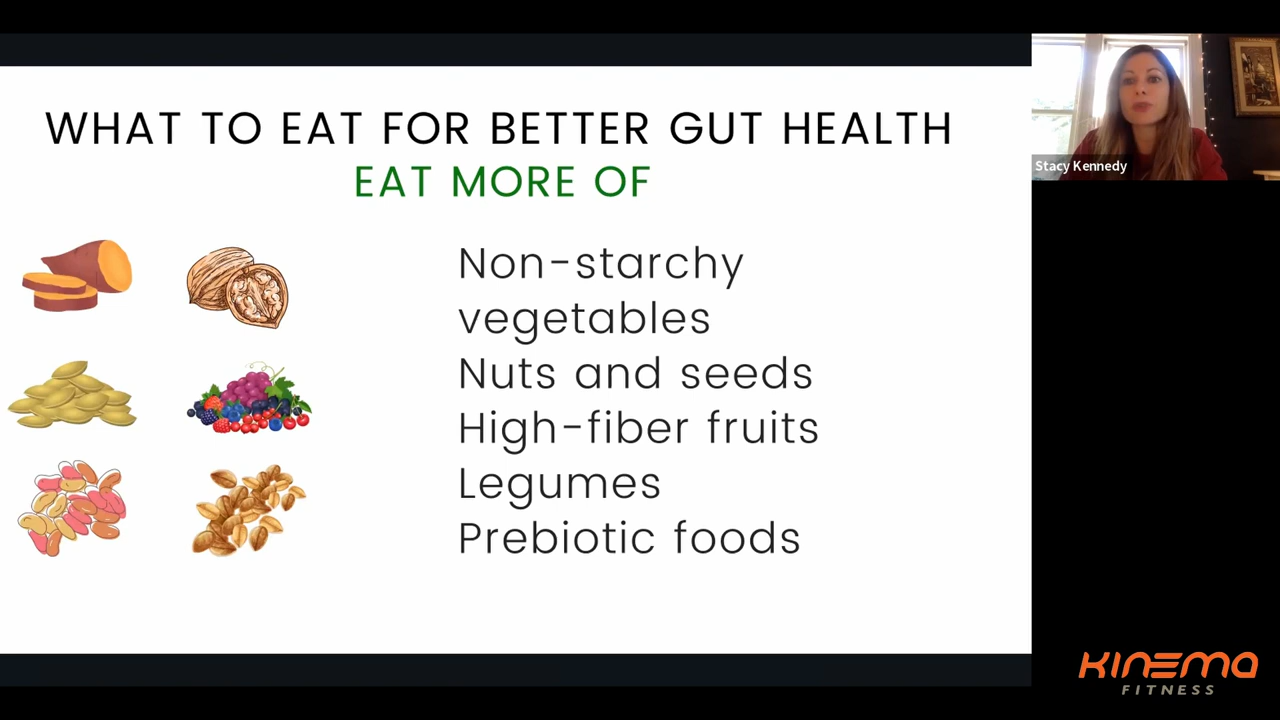 WHAT TO EAT FOR BETTER GUT HEALTH
EAT MORE OF
Non-starchy
vegetables
Nuts and seeds
High-fiber fruits
Legumes
Prebiotic foods
Stacy Kennedy
KINEMA
FITNESS